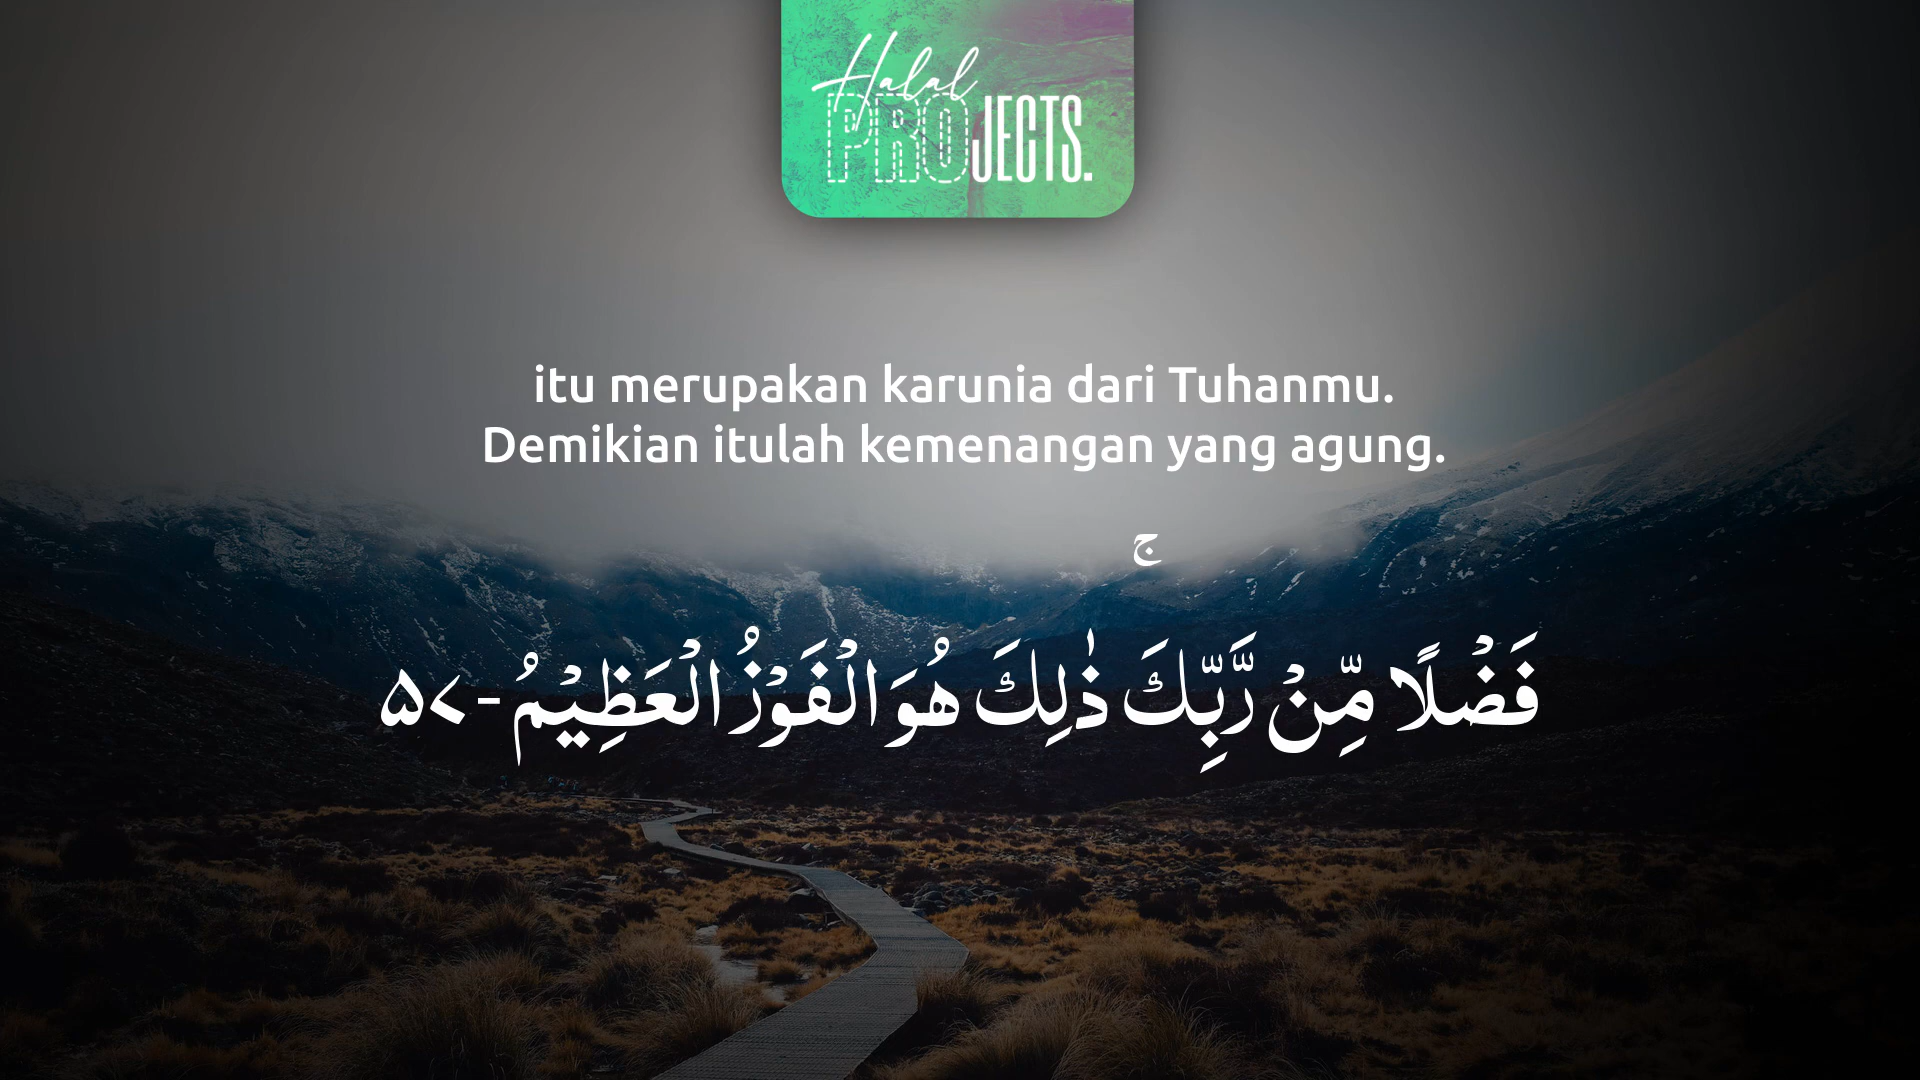 Halal
PROJECTS.
itu merupakan karunia dari Tuhanmu.
Demikian itulah kemenangan yang agung.
فَضْلًا مِّنْ رَّبِّكَ ۚذٰلِكَ هُوَ الْفَوْزُ الْعَظِيْمُ - ٥٧